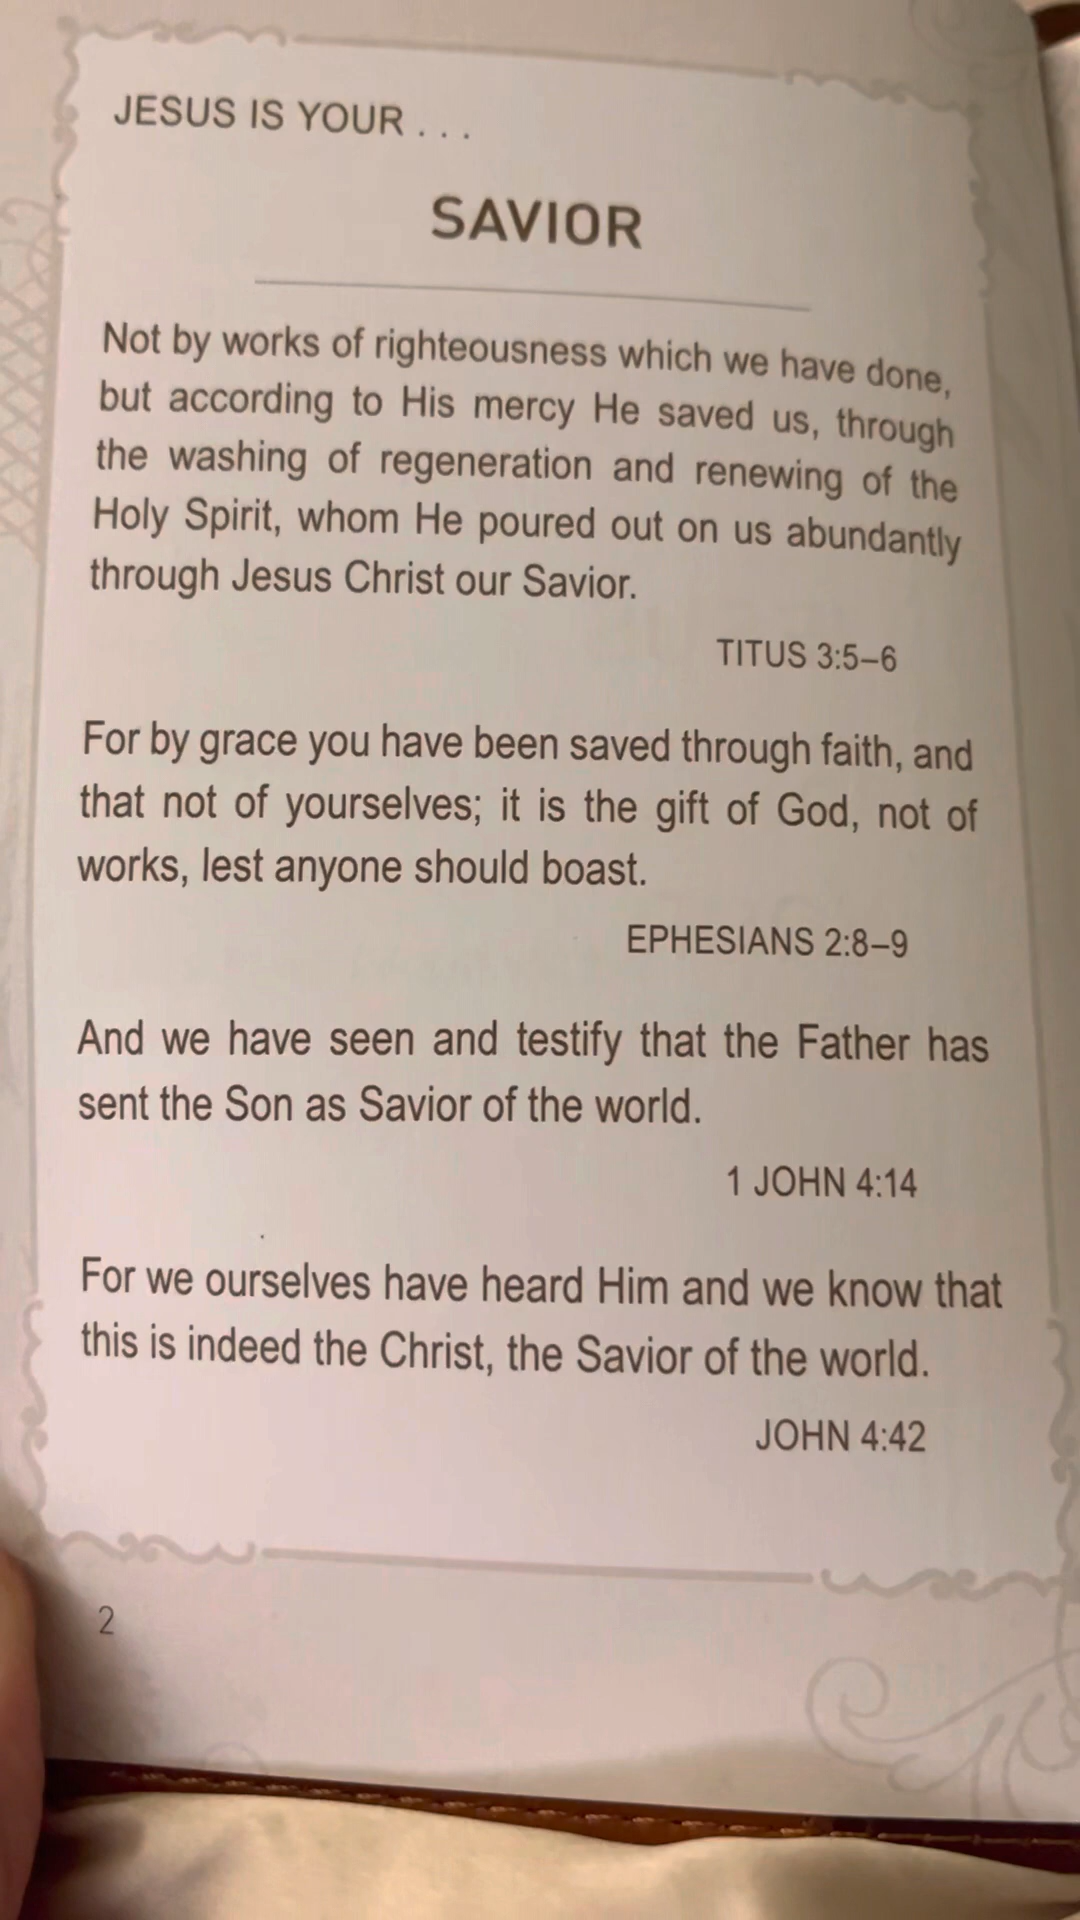 JESUS IS YOUR . . .
SAVIOR
Not by works of righteousness which we have done,
but according to His mercy He saved us, through
the washing of regeneration and renewing of the
Holy Spirit, whom He poured out on us abundantly
through Jesus Christ our Savior.
TITUS 3:5–6
For by grace you have been saved through faith, and
that not of yourselves; it is the gift of God, not of
works, lest anyone should boast.
EPHESIANS 2:8–9
And we have seen and testify that the Father has
sent the Son as Savior of the world.
1 JOHN 4:14
For we ourselves have heard Him and we know that
this is indeed the Christ, the Savior of the world.
JOHN 4:42
2